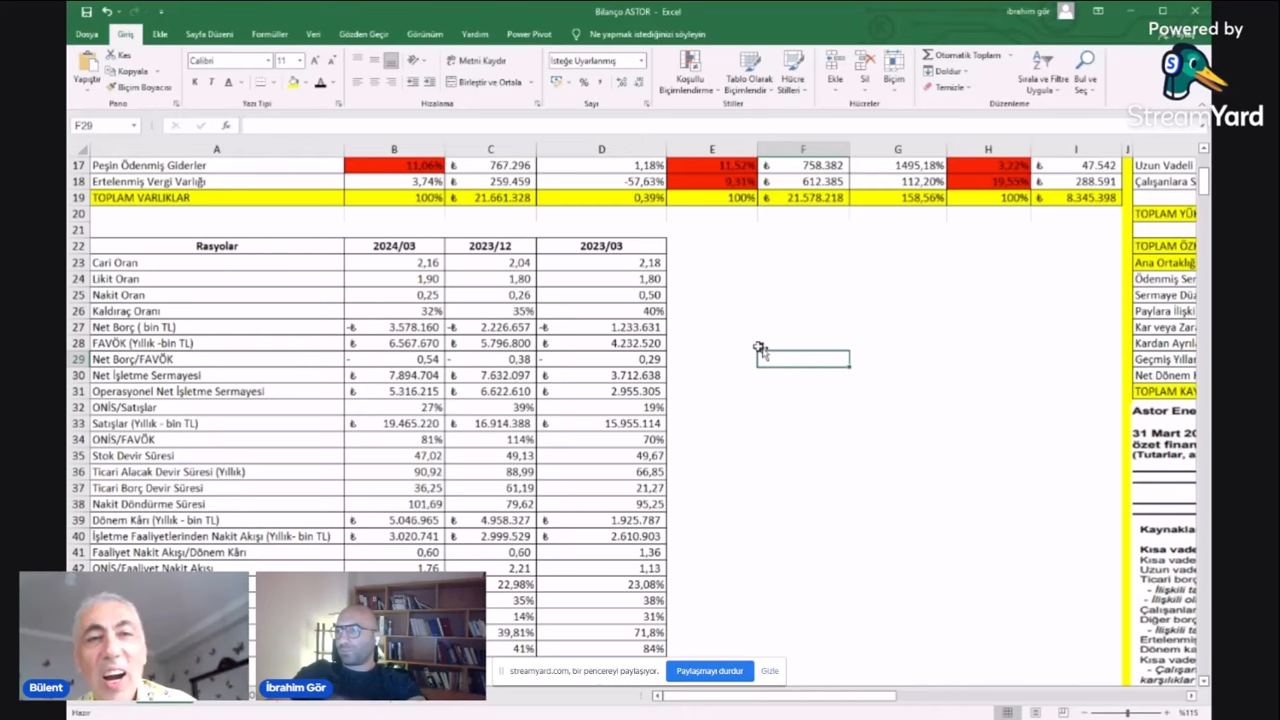 Bilanço ASTOR - Excel
ibrahim gör
Dosya Giriş Ekle Sayfa Düzeni Formüller Veri Gözden Geçir Görünüm Yardım Power Pivot Ne yapmak istediğinizi söyleyin
Powered by
StreamYard
Yapıştır
Kes
Kopyala
Biçim Boyacısı
Pano
Calibri
K T A
Yazı Tipi
Metni Kaydır
Birleştir ve Ortala
Hizalama
İsteğe Uyarlanmış
Sayı
Koşullu Biçimlendirme
Tablo Olarak Biçimlendir
Hücre Stilleri
Stiller
Ekle
Sil
Biçim
Hücreler
Otomatik Toplam
Doldur
Temizle
Sırala ve Filtre Uygula
Bul ve Seç
Düzenleme
F29
fx
A B C D E F G H I J
17 Peşin Ödenmiş Giderler 11,06% ₺ 767.296 1,18% 11,52% ₺ 758.382 1495,18% 3,22% ₺ 47.542 Uzun Vadeli
18 Ertelenmiş Vergi Varlığı 3,74% ₺ 259.459 -57,63% 9,31% ₺ 612.385 112,20% 19,55% ₺ 288.591 Çalışanlara S
19 TOPLAM VARLIKLAR 100% ₺ 21.661.328 0,39% 100% ₺ 21.578.218 158,56% 100% ₺ 8.345.398
20 TOPLAM YÜK
21
22 Rasyolar 2024/03 2023/12 2023/03 TOPLAM ÖZK
23 Cari Oran 2,16 2,04 2,18 Ana Ortaklığ
24 Likit Oran 1,90 1,80 1,80 Ödenmiş Ser
25 Nakit Oran 0,25 0,26 0,50 Sermaye Düz
26 Kaldıraç Oranı 32% 35% 40% Paylara İlişki
27 Net Borç ( bin TL) -₺ 3.578.160 -₺ 2.226.657 -₺ 1.233.631 Kar veya Zara
28 FAVÖK (Yıllık -bin TL) ₺ 6.567.670 ₺ 5.796.800 ₺ 4.232.520 Kardan Ayrıla
29 Net Borç/FAVÖK - 0,54 - 0,38 - 0,29 Geçmiş Yıllar
30 Net İşletme Sermayesi ₺ 7.894.704 ₺ 7.632.097 ₺ 3.712.638 Net Dönem K
31 Operasyonel Net İşletme Sermayesi ₺ 5.316.215 ₺ 6.622.610 ₺ 2.955.305 TOPLAM KAY
32 ONİS/Satışlar 27% 39% 19% Astor Ene
33 Satışlar (Yıllık - bin TL) ₺ 19.465.220 ₺ 16.914.388 ₺ 15.955.114 31 Mart 20
34 ONİS/FAVÖK 81% 114% 70% özet finan
35 Stok Devir Süresi 47,02 49,13 49,67 (Tutarlar, a
36 Ticari Alacak Devir Süresi (Yıllık) 90,92 88,99 66,85
37 Ticari Borç Devir Süresi 36,25 61,19 21,27
38 Nakit Döndürme Süresi 101,69 79,62 95,25
39 Dönem Kârı (Yıllık - bin TL) ₺ 5.046.965 ₺ 4.958.327 ₺ 1.925.787 Kaynakla
40 İşletme Faaliyetlerinden Nakit Akışı (Yıllık- bin TL) ₺ 3.020.741 ₺ 2.999.529 ₺ 2.610.903
41 Faaliyet Nakit Akışı/Dönem Kârı 0,60 0,60 1,36 Kısa vade
Kısa vade
42 ONİS/Faaliyet Nakit Akışı 1,76 2,21 1,13 Uzun vad
22,98% 23,08% Ticari borç
- İlişkili ta
35% 38% - İlişkili ol
Çalışanlar
14% 31% Diğer borç
- İlişkili ta
39,81% 71,8% Ertelenmiş
Dönem ka
41% 84% Kısa vade
- Çalışan
karşılıklar
streamyard.com, bir pencereyi paylaşıyor. Paylaşmayı durdur Gizle
Bülent
İbrahim Gör
Hazır
%115